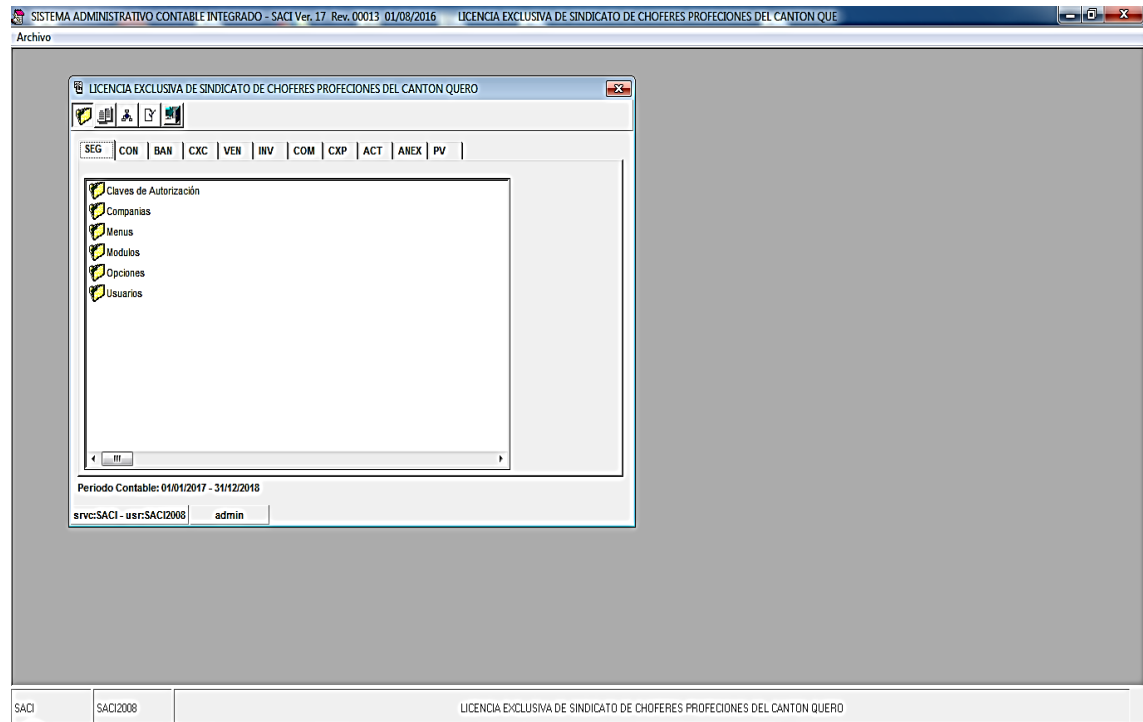 SISTEMA ADMINISTRATIVO CONTABLE INTEGRADO - SACI Ver. 17 Rev. 00013 01/08/2016 LICENCIA EXCLUSIVA DE SINDICATO DE CHOFERES PROFECIONES DEL CANTON QUE
Archivo
LICENCIA EXCLUSIVA DE SINDICATO DE CHOFERES PROFECIONES DEL CANTON QUERO
SEG CON BAN CXC VEN INV COM CXP ACT ANEX PV
Claves de Autorización
Companias
Menus
Modulos
Opciones
Usuarios
Periodo Contable: 01/01/2017 - 31/12/2018
srvc:SACI - usr:SACI2008 admin
SACI SACI2008 LICENCIA EXCLUSIVA DE SINDICATO DE CHOFERES PROFECIONES DEL CANTON QUERO